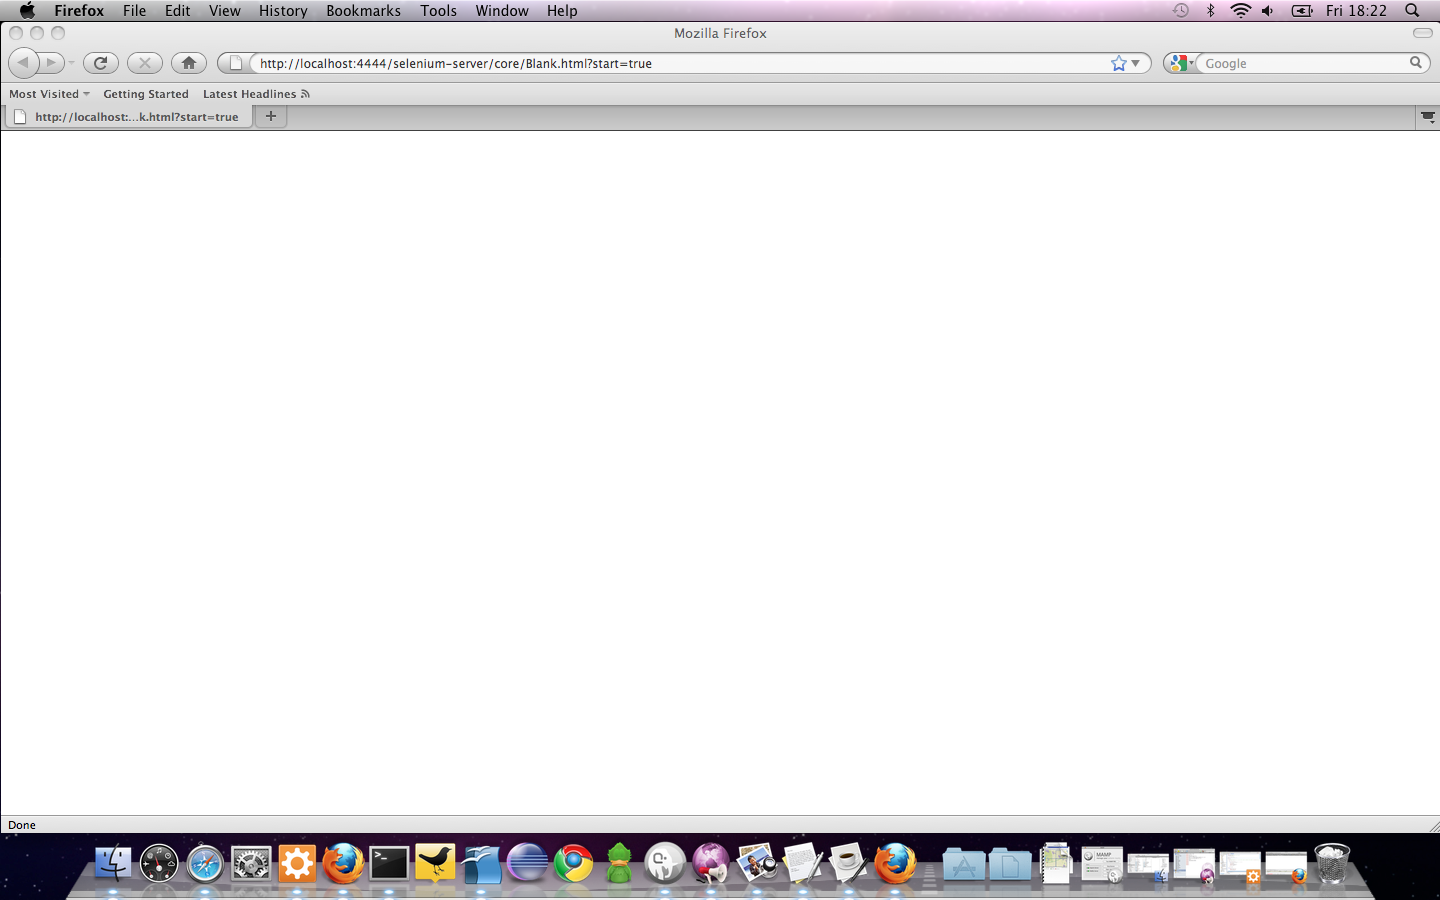 Firefox File Edit View History Bookmarks Tools Window Help Fri 18:22
Mozilla Firefox
http://localhost:4444/selenium-server/core/Blank.html?start=true Google
Most Visited Getting Started Latest Headlines
http://localhost:...k.html?start=true
Done